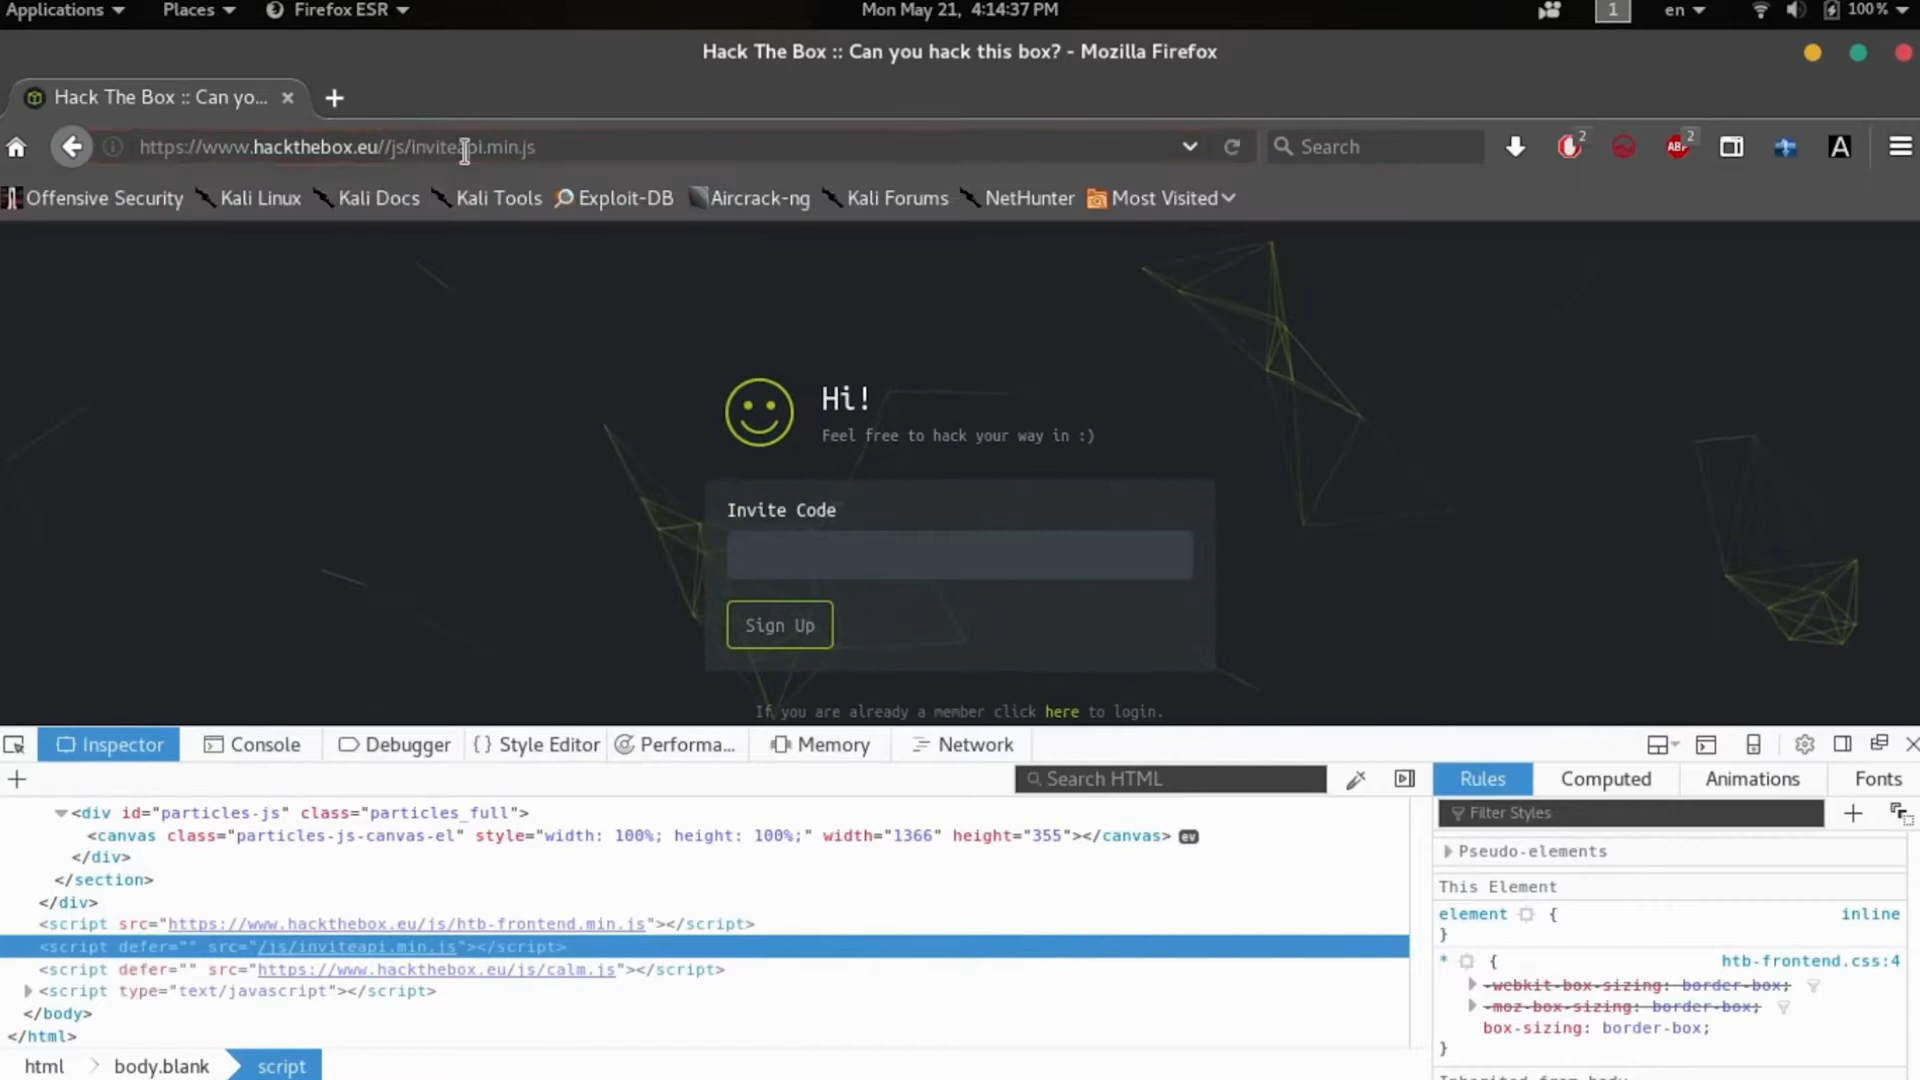 Applications Places Firefox ESR Mon May 21, 4:14:37 PM 1 en 100%
Hack The Box :: Can you hack this box? - Mozilla Firefox
Hack The Box :: Can yo...
https://www.hackthebox.eu//js/inviteapi.min.js Search 2 ABP 2 A
Offensive Security Kali Linux Kali Docs Kali Tools Exploit-DB Aircrack-ng Kali Forums NetHunter Most Visited
Hi!
Feel free to hack your way in :)
Invite Code
Sign Up
If you are already a member click here to login.
Inspector Console Debugger { } Style Editor Performa... Memory Network
+ Search HTML Rules Computed Animations Fonts
<div id="particles-js" class="particles_full"> Filter Styles +
<canvas class="particles-js-canvas-el" style="width: 100%; height: 100%;" width="1366" height="355"></canvas> ev
</div> Pseudo-elements
</section> This Element
</div>
<script src="https://www.hackthebox.eu/js/htb-frontend.min.js"></script> element { inline
}
<script defer="" src="/js/inviteapi.min.js"></script>
<script defer="" src="https://www.hackthebox.eu/js/calm.js"></script> * { htb-frontend.css:4
<script type="text/javascript"></script> -webkit-box-sizing: border-box;
</body> -moz-box-sizing: border-box;
</html> box-sizing: border-box;
}
html body.blank script
Inherited from body